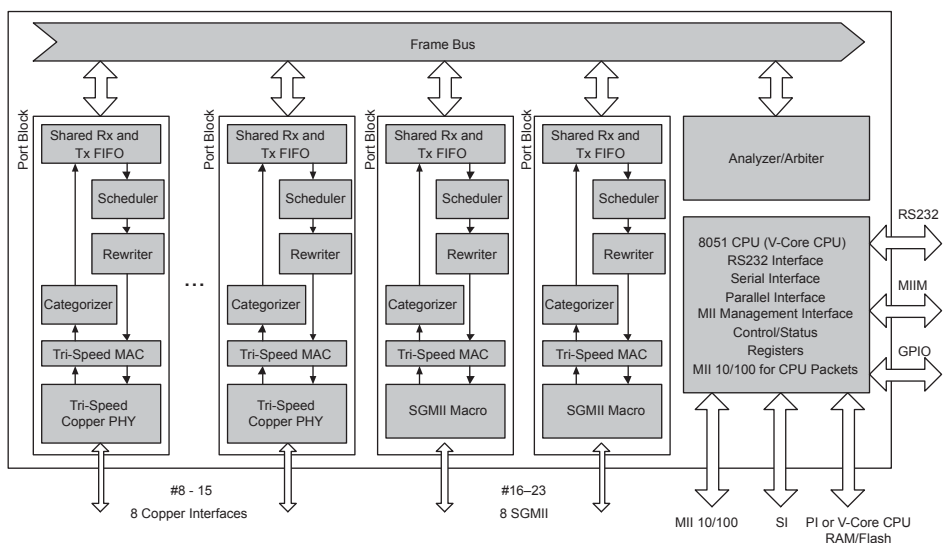 Frame Bus
Port Block
Shared Rx and
Tx FIFO
Scheduler
Rewriter
Categorizer
Tri-Speed MAC
Tri-Speed
Copper PHY
...
Port Block
Shared Rx and
Tx FIFO
Scheduler
Rewriter
Categorizer
Tri-Speed MAC
Tri-Speed
Copper PHY
Port Block
Shared Rx and
Tx FIFO
Scheduler
Rewriter
Categorizer
Tri-Speed MAC
SGMII Macro
Port Block
Shared Rx and
Tx FIFO
Scheduler
Rewriter
Categorizer
Tri-Speed MAC
SGMII Macro
Analyzer/Arbiter
8051 CPU (V-Core CPU)
RS232 Interface
Serial Interface
Parallel Interface
MII Management Interface
Control/Status
Registers
MII 10/100 for CPU Packets
RS232
MIIM
GPIO
#8 - 15
8 Copper Interfaces
#16–23
8 SGMII
MII 10/100
SI
PI or V-Core CPU
RAM/Flash